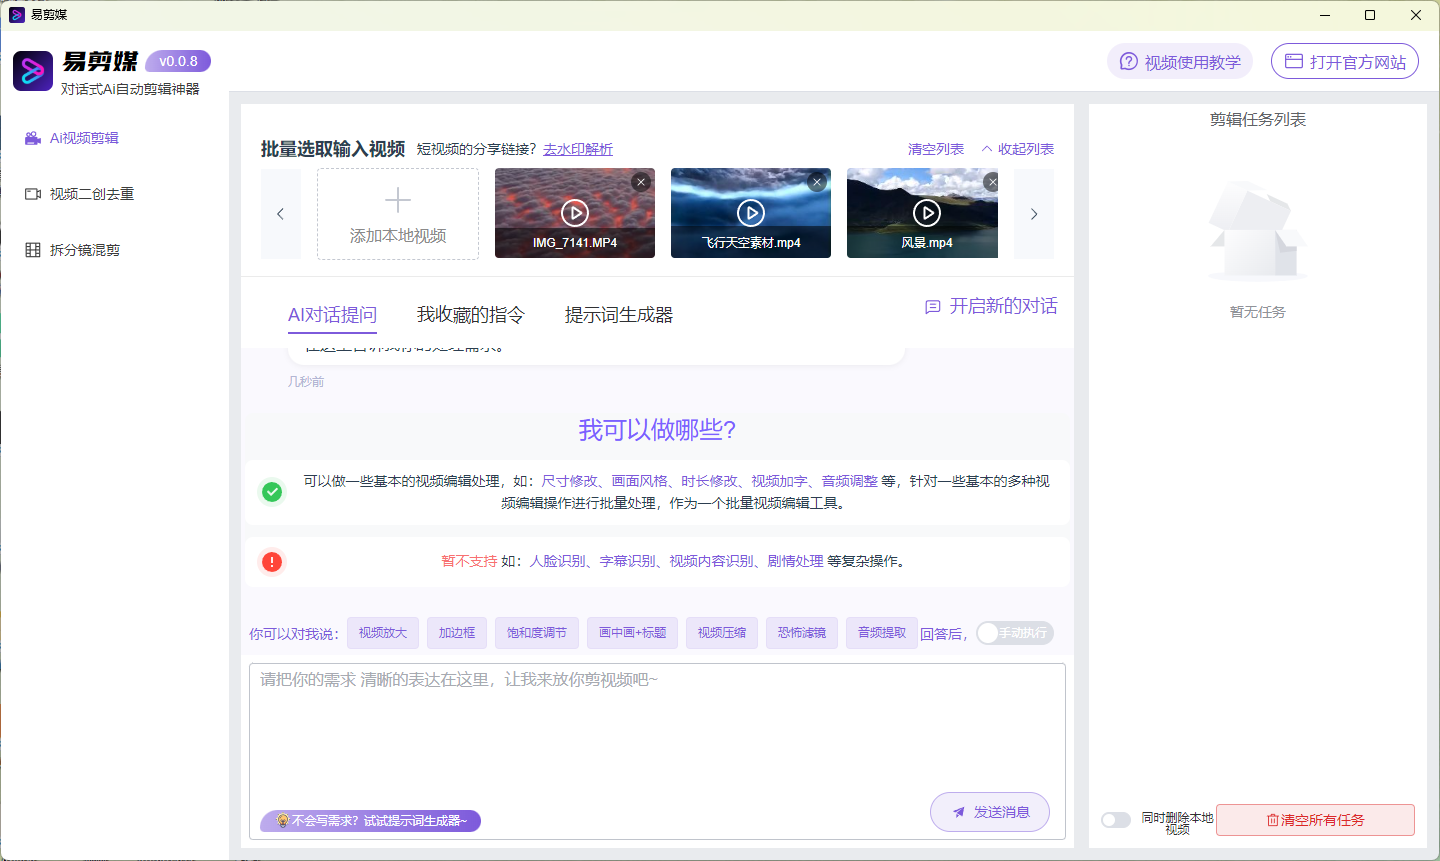 易剪媒
易剪媒 v0.0.8
对话式Ai自动剪辑神器
视频使用教学
打开官方网站
Ai视频剪辑
视频二创去重
拆分镜混剪
批量选取输入视频 短视频的分享链接? 去水印解析
清空列表 收起列表
添加本地视频
IMG_7141.MP4
飞行天空素材.mp4
风景.mp4
AI对话提问 我收藏的指令 提示词生成器
开启新的对话
几秒前
我可以做哪些?
可以做一些基本的视频编辑处理，如：尺寸修改、画面风格、时长修改、视频加字、音频调整 等，针对一些基本的多种视
频编辑操作进行批量处理，作为一个批量视频编辑工具。
暂不支持 如：人脸识别、字幕识别、视频内容识别、剧情处理 等复杂操作。
你可以对我说： 视频放大 加边框 饱和度调节 画中画+标题 视频压缩 恐怖滤镜 音频提取 回答后， 手动执行
请把你的需求 清晰的表达在这里，让我来放你剪视频吧~
不会写需求？试试提示词生成器~
发送消息
剪辑任务列表
暂无任务
同时删除本地
视频
清空所有任务